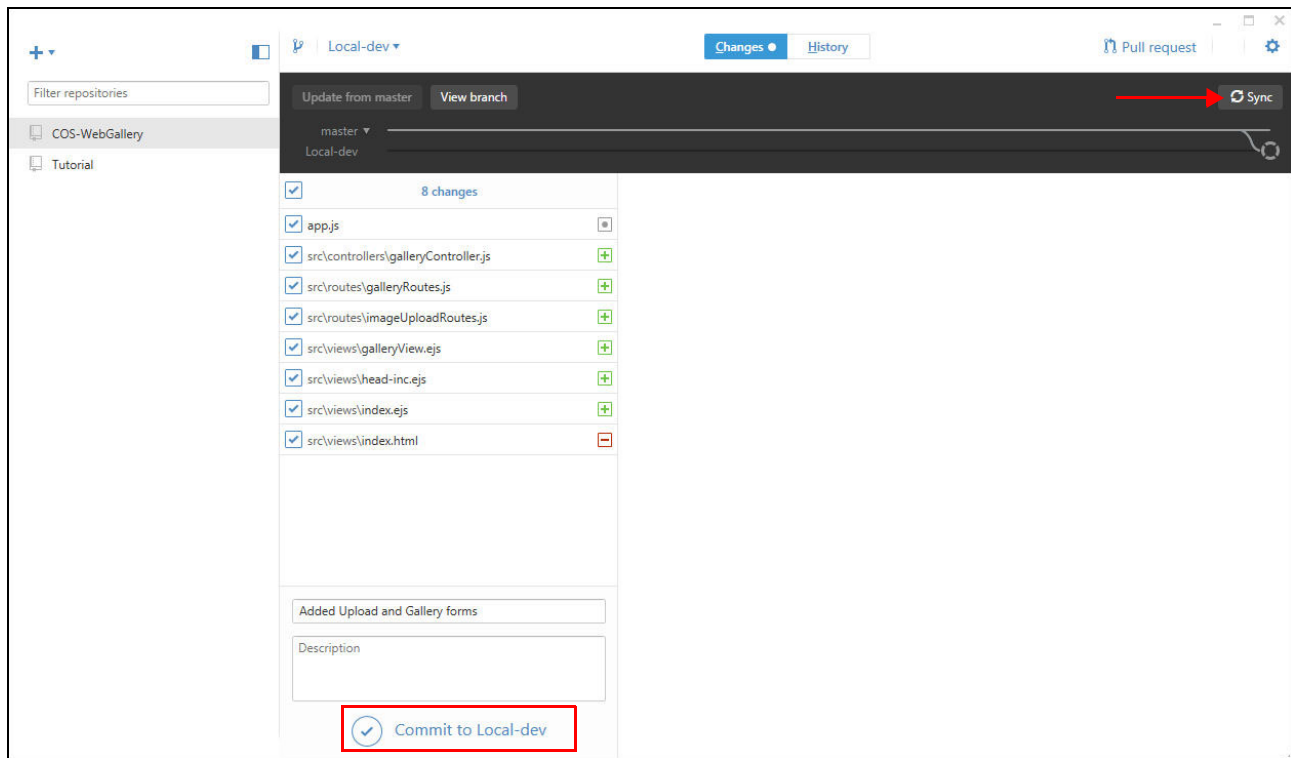 Local-dev
Changes
History
Pull request
Filter repositories
Update from master
View branch
Sync
COS-WebGallery
master
Local-dev
Tutorial
8 changes
app.js
src\controllers\galleryController.js
src\routes\galleryRoutes.js
src\routes\imageUploadRoutes.js
src\views\galleryView.ejs
src\views\head-inc.ejs
src\views\index.ejs
src\views\index.html
Added Upload and Gallery forms
Description
Commit to Local-dev